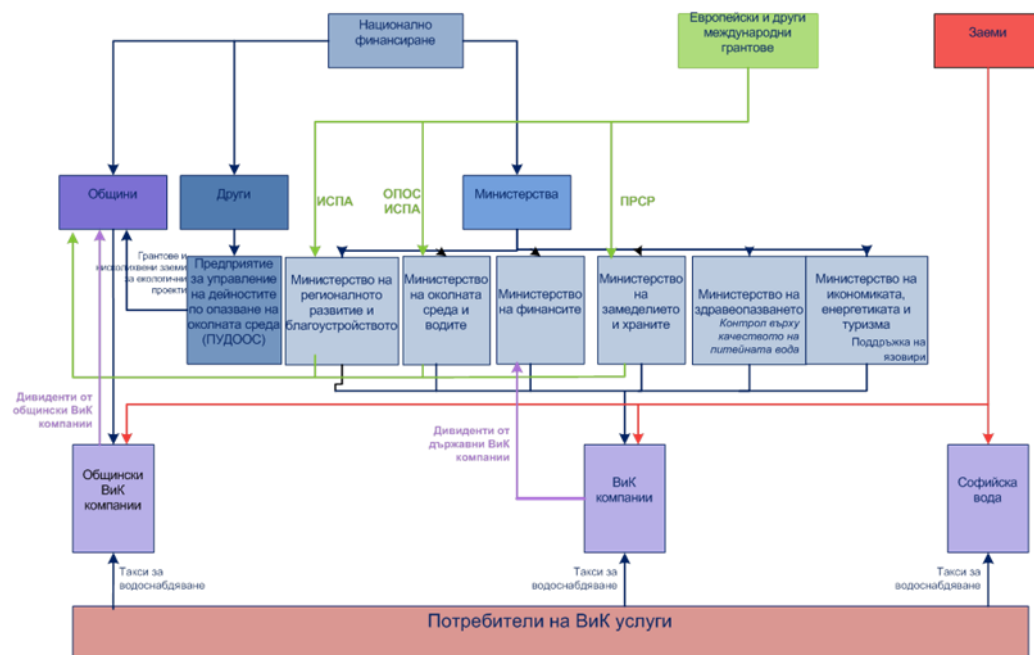 Национално
финансиране
Европейски и други
международни
грантове
Заеми
Общини
Други
Министерства
ИСПА
ОПОС
ИСПА
ПРСР
Грантове и
нисколихвени заеми
за екологични
проекти
Предприятие
за управление
на дейностите
по опазване на
околната среда
(ПУДООС)
Министерство на
регионалното
развитие и
благоустройството
Министерство
на околната
среда и
водите
Министерство
на финансите
Министерство
на
замеделието
и храните
Министерство на
здравеопазването
Контрол върху
качеството на
питейната вода
Министерство на
икономиката,
енергетиката и
туризма
Поддръжка на
язовири
Дивиденти от
общински ВиК
компании
Дивиденти от
държавни ВиК
компании
Общински
ВиК
компании
ВиК
компании
Софийска
вода
Такси за
водоснабдяване
Такси за
водоснабдяване
Такси за
водоснабдяване
Потребители на ВиК услуги